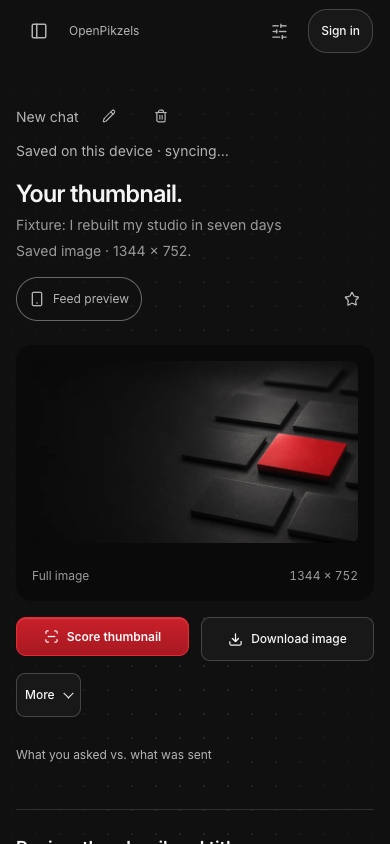 OpenPikzels
Sign in
New chat
Saved on this device · syncing...
Your thumbnail.
Fixture: I rebuilt my studio in seven days
Saved image · 1344 × 752.
Feed preview
Full image
1344 × 752
Score thumbnail
Download image
More
What you asked vs. what was sent